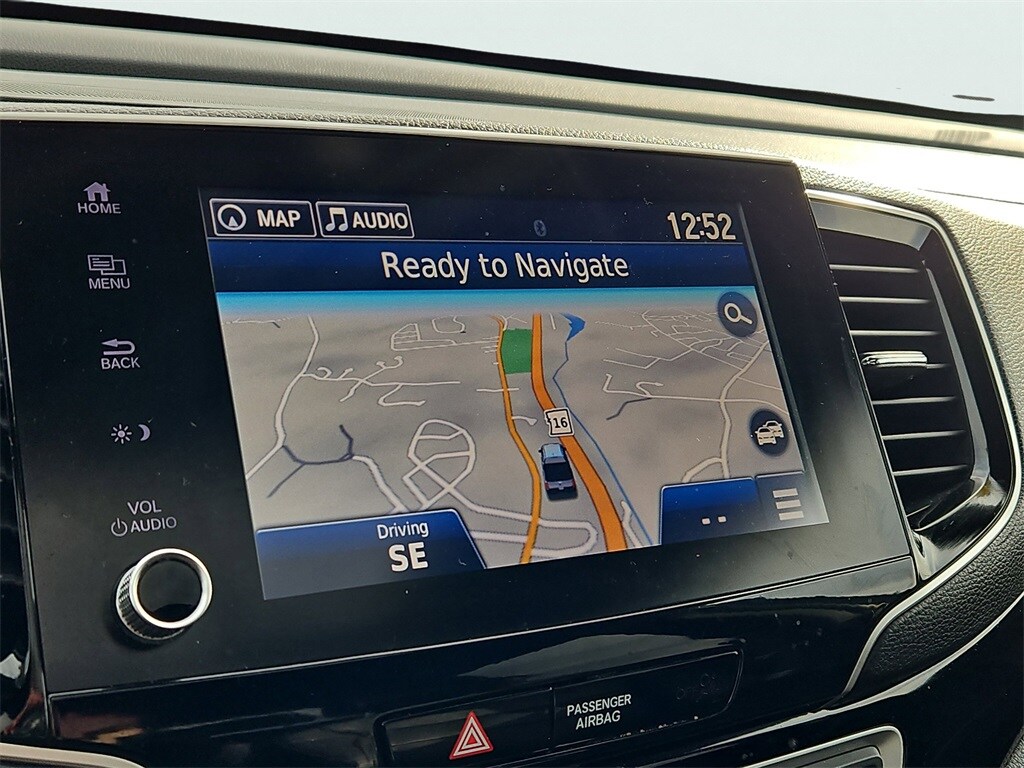 HOME
MENU
BACK
VOL
AUDIO
MAP
AUDIO
12:52
Ready to Navigate
16
Driving
SE
--
PASSENGER
AIRBAG